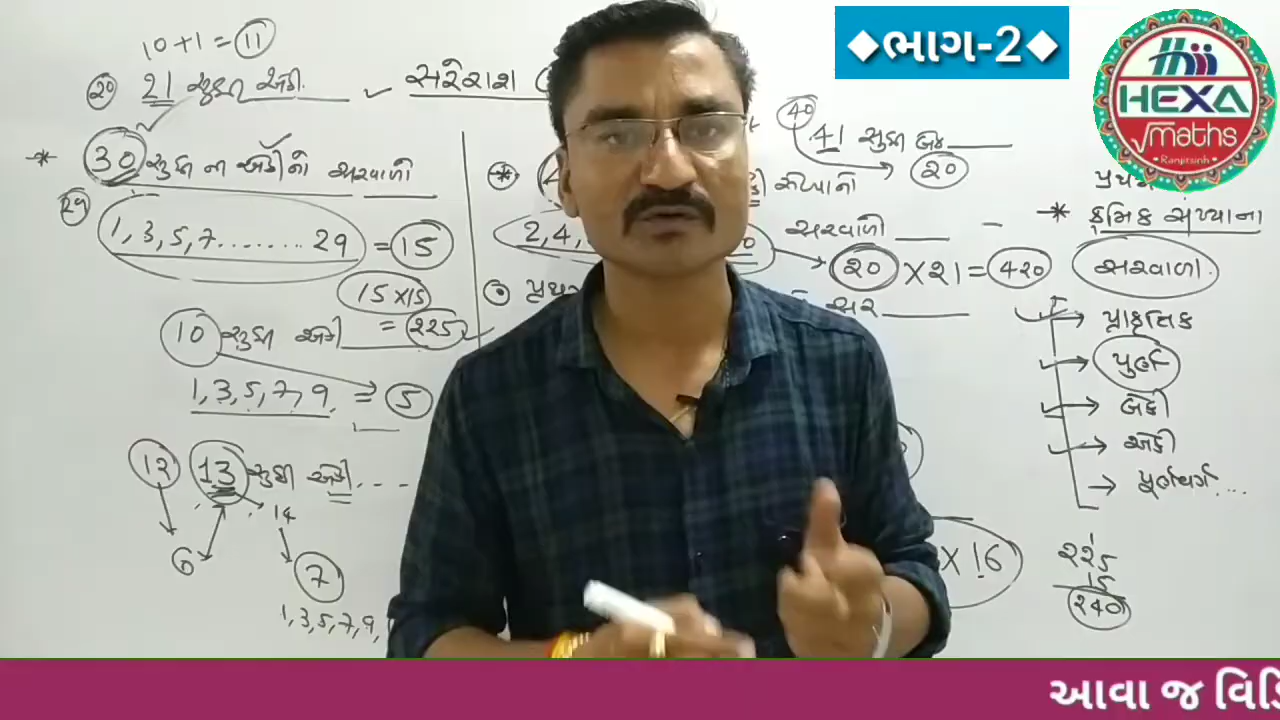 ◆ભાગ-2◆
HEXA
√maths
Ranjitsinh
10 + 1 = 11
20 21 સુધી એકી ✓
સરેરાશ (
* 30 સુધી ના એકીનો સરવાળો
29
1, 3, 5, 7 ........ 29 = 15
15 × 15
10 સુધી એકી = 225
1, 3, 5, 7, 9 = 5
12 13 સુધી એકી ....
14
6
7
1, 3, 5, 7, 9,
*
2, 4,
0
સંખ્યાનો
સરવાળો
20 × 21 = 420
સર
40
41 સુધી બેકી
20
* ક્રમિક સંખ્યાના
સરવાળા.
પ્રાકૃતિક
પુર્ણ
બેકી
એકી
પૂર્ણવર્ગ ...
× 16
225
15
240
આવા જ વિડિ